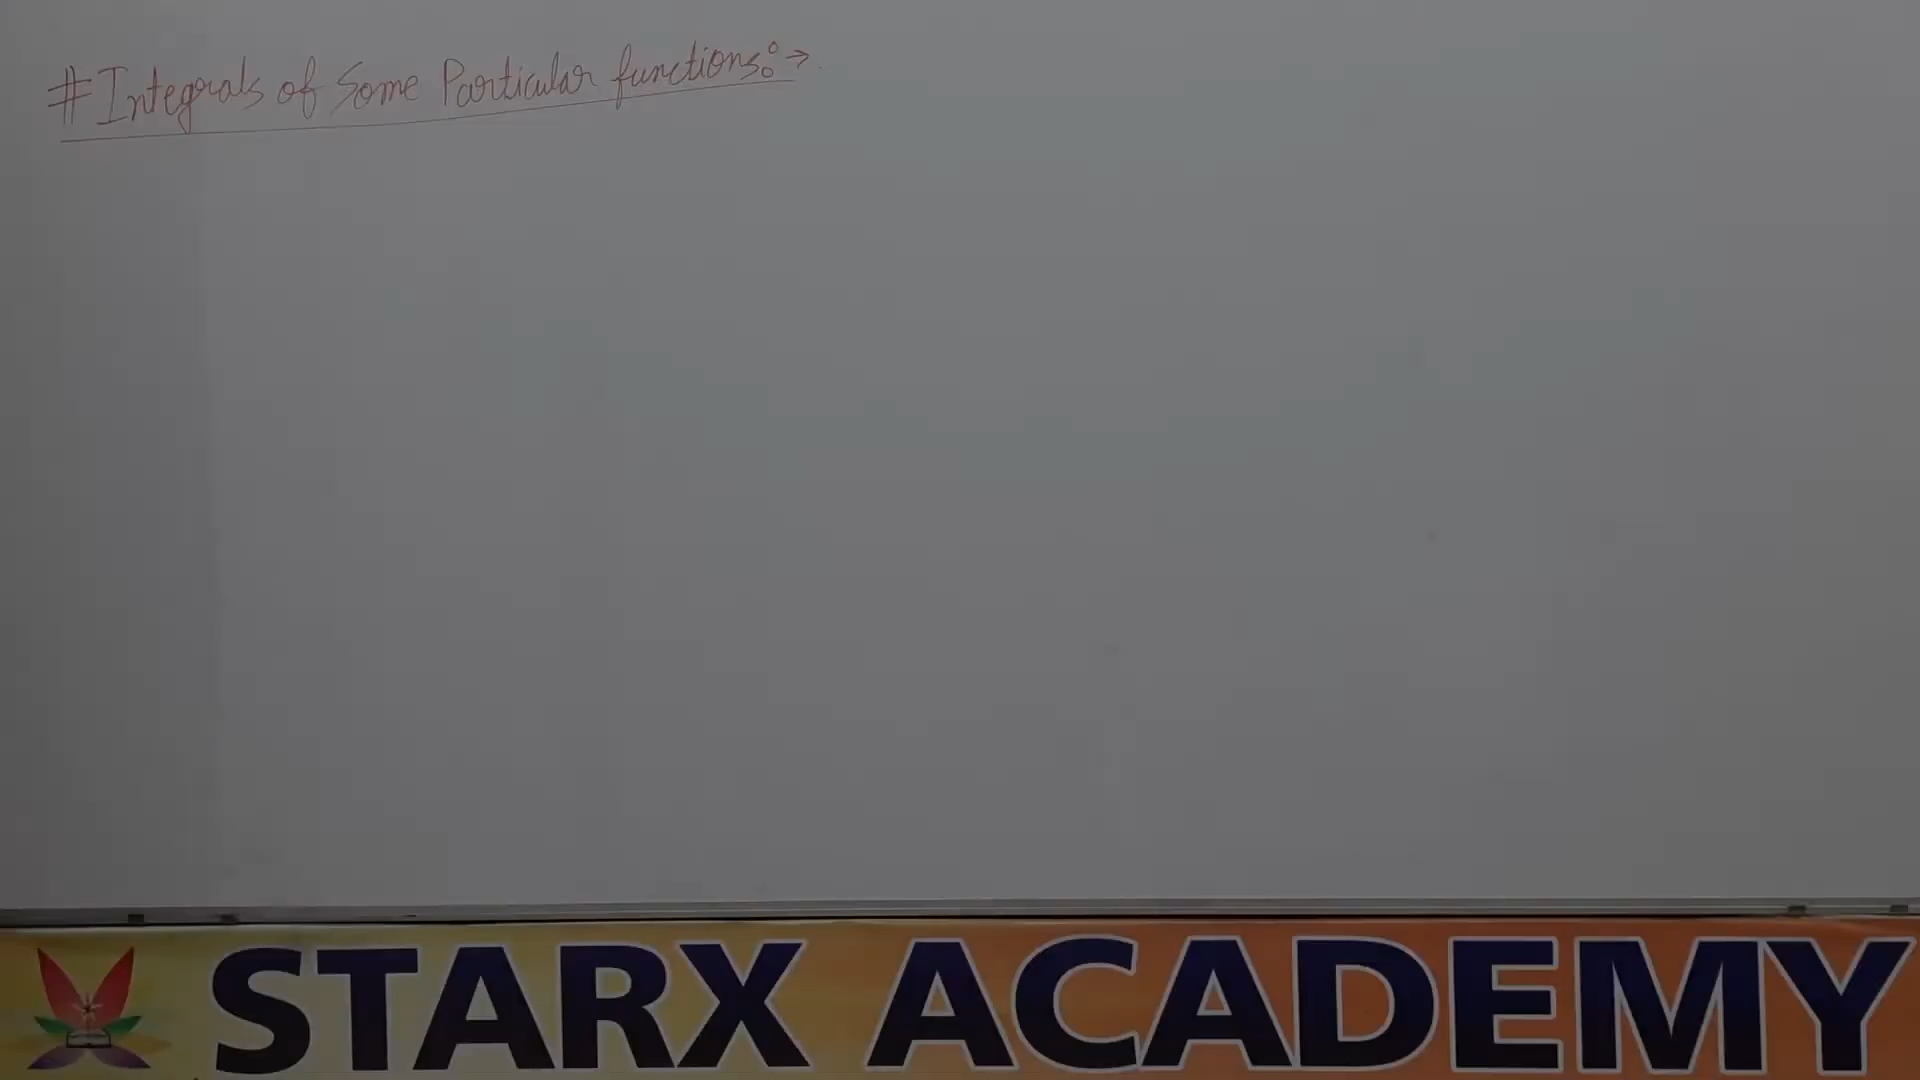 # Integrals of Some Particular functions:→
STARX ACADEMY